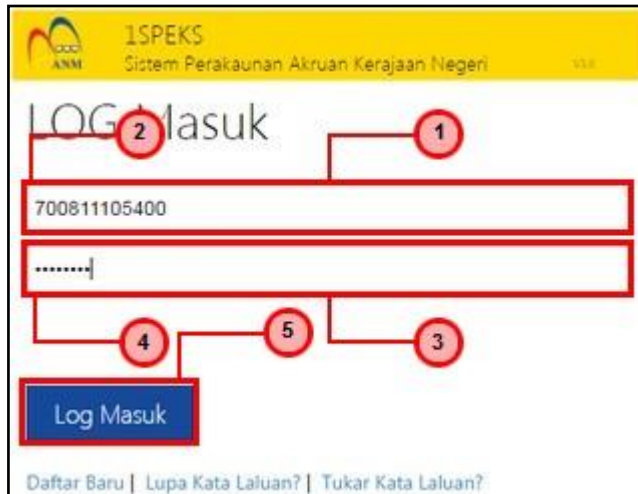 1SPEKS
ANM
Sistem Perakaunan Akruan Kerajaan Negeri
LOG Masuk
2
1
700811105400
••••••••
4
5
3
Log Masuk
Daftar Baru | Lupa Kata Laluan? | Tukar Kata Laluan?